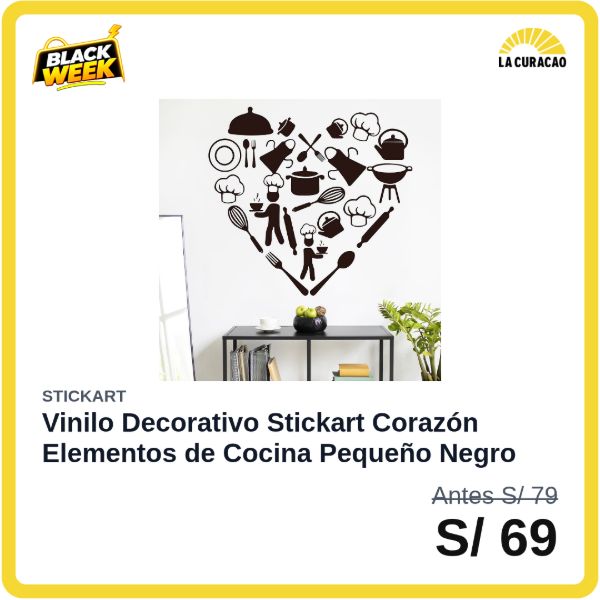 BLACK
WEEK
LA CURACAO
STICKART
Vinilo Decorativo Stickart Corazón
Elementos de Cocina Pequeño Negro
Antes S/ 79
S/ 69